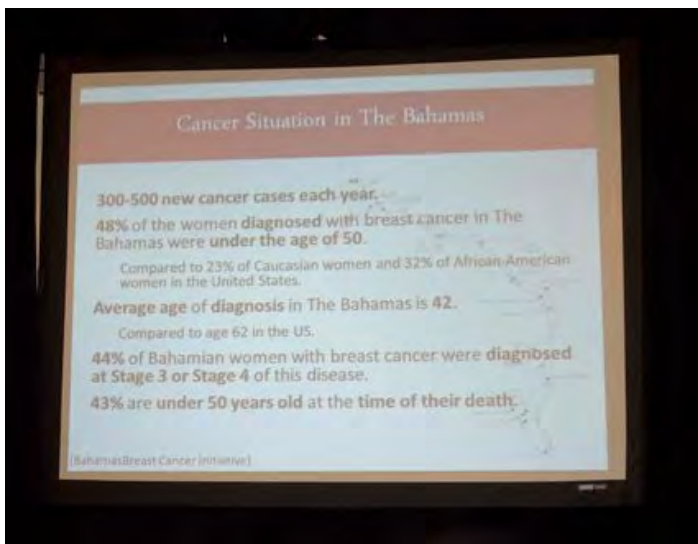 Cancer Situation in The Bahamas
300-500 new cancer cases each year.
48% of the women diagnosed with breast cancer in The
Bahamas were under the age of 50.
Compared to 23% of Caucasian women and 32% of African-American
women in the United States.
Average age of diagnosis in The Bahamas is 42.
Compared to age 62 in the US.
44% of Bahamian women with breast cancer were diagnosed
at Stage 3 or Stage 4 of this disease.
43% are under 50 years old at the time of their death.
[BahamasBreast Cancer Initiative]